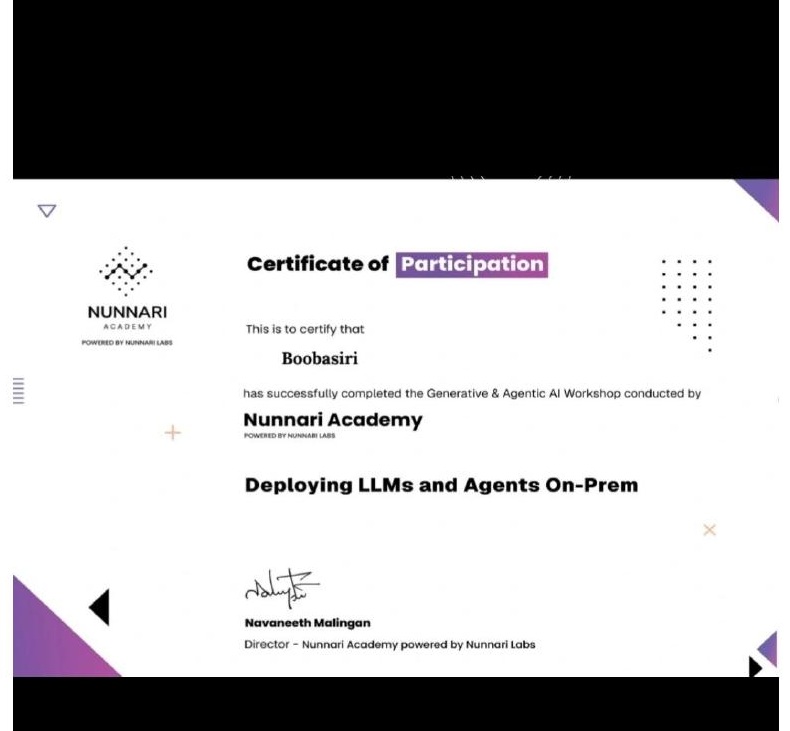 NUNNARI
ACADEMY
POWERED BY NUNNARI LABS
Certificate of Participation
This is to certify that
Boobasiri
has successfully completed the Generative & Agentic AI Workshop conducted by
Nunnari Academy
POWERED BY NUNNARI LABS
Deploying LLMs and Agents On-Prem
Navaneeth Malingan
Director - Nunnari Academy powered by Nunnari Labs